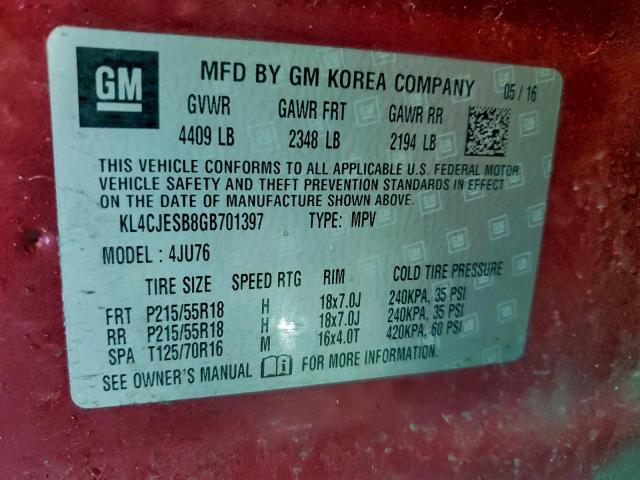 GM
MFD BY GM KOREA COMPANY 05/16
GVWR GAWR FRT GAWR RR
4409 LB 2348 LB 2194 LB
THIS VEHICLE CONFORMS TO ALL APPLICABLE U.S. FEDERAL MOTOR
VEHICLE SAFETY AND THEFT PREVENTION STANDARDS IN EFFECT
ON THE DATE OF MANUFACTURE SHOWN ABOVE.
KL4CJESB8GB701397 TYPE: MPV
MODEL : 4JU76
TIRE SIZE SPEED RTG RIM COLD TIRE PRESSURE
FRT P215/55R18 H 18x7.0J 240KPA, 35 PSI
RR P215/55R18 H 18x7.0J 240KPA, 35 PSI
SPA T125/70R16 M 16x4.0T 420KPA, 60 PSI
SEE OWNER'S MANUAL FOR MORE INFORMATION.